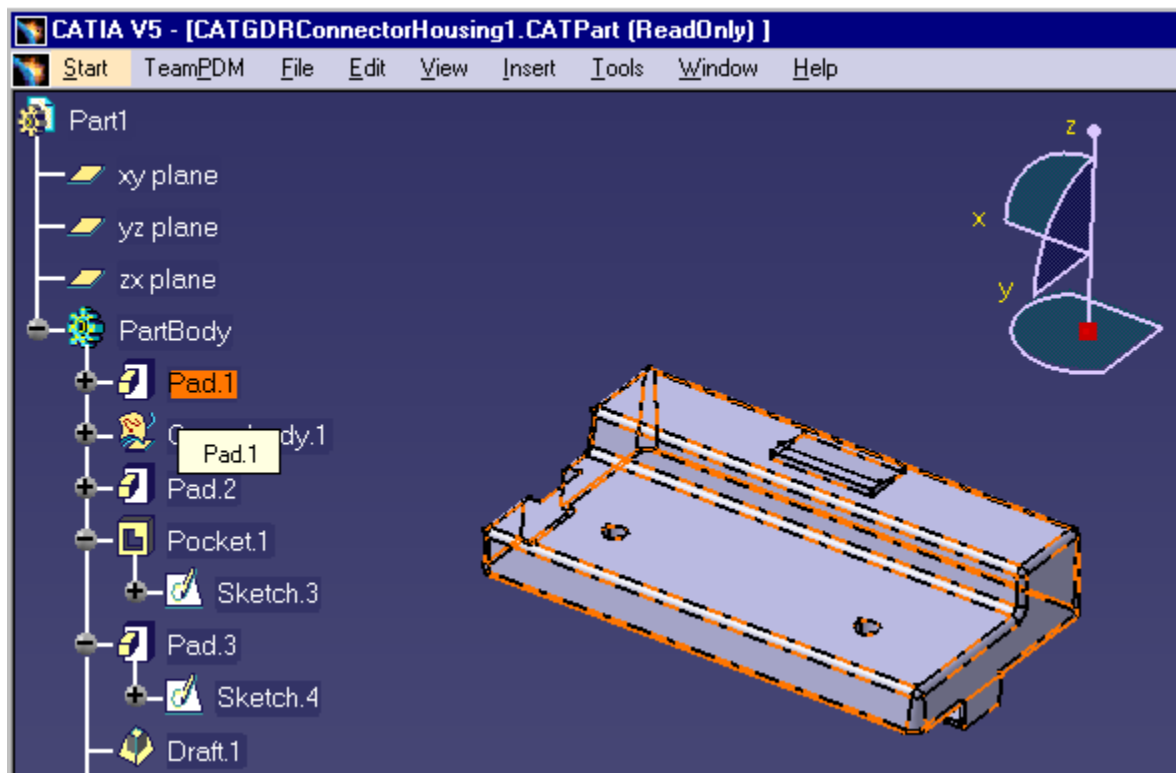 CATIA V5 - [CATGDRConnectorHousing1.CATPart (ReadOnly) ]
Start TeamPDM File Edit View Insert Tools Window Help
Part1
xy plane
yz plane
zx plane
PartBody
Pad.1
dy.1
Pad.1
Pad.2
Pocket.1
Sketch.3
Pad.3
Sketch.4
Draft.1
z
x
y